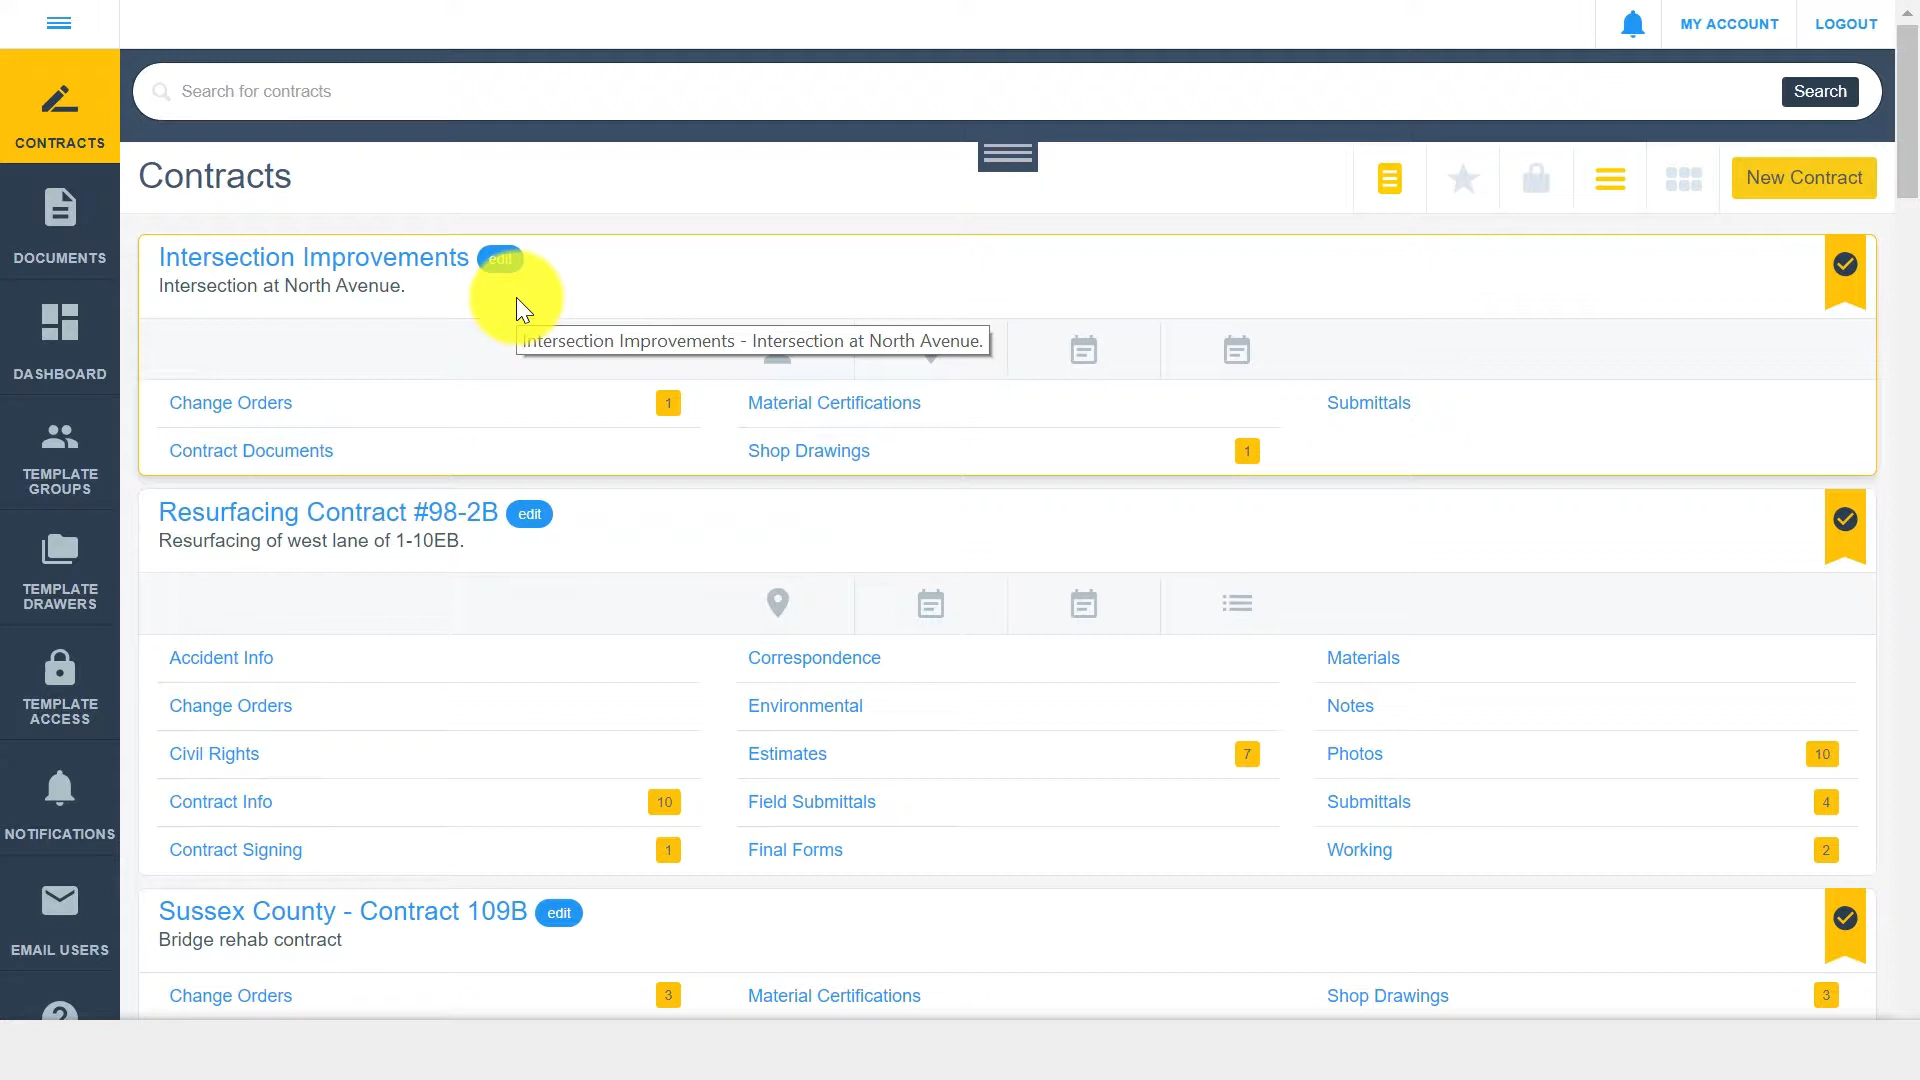 MY ACCOUNT
LOGOUT
Search for contracts
Search
CONTRACTS
Contracts
New Contract
DOCUMENTS
DASHBOARD
TEMPLATE
GROUPS
TEMPLATE
DRAWERS
TEMPLATE
ACCESS
NOTIFICATIONS
EMAIL USERS
Intersection Improvements edit
Intersection at North Avenue.
Intersection Improvements - Intersection at North Avenue.
Change Orders 1
Material Certifications
Submittals
Contract Documents
Shop Drawings 1
Resurfacing Contract #98-2B edit
Resurfacing of west lane of 1-10EB.
Accident Info
Correspondence
Materials
Change Orders
Environmental
Notes
Civil Rights
Estimates 7
Photos 10
Contract Info 10
Field Submittals
Submittals 4
Contract Signing 1
Final Forms
Working 2
Sussex County - Contract 109B edit
Bridge rehab contract
Change Orders 3
Material Certifications
Shop Drawings 3